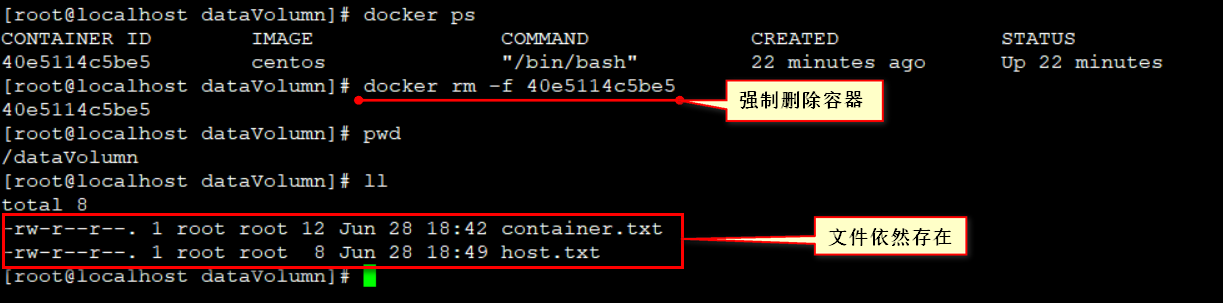 [root@localhost dataVolumn]# docker ps
CONTAINER ID IMAGE COMMAND CREATED STATUS
40e5114c5be5 centos "/bin/bash" 22 minutes ago Up 22 minutes
[root@localhost dataVolumn]# docker rm -f 40e5114c5be5
强制删除容器
40e5114c5be5
[root@localhost dataVolumn]# pwd
/dataVolumn
[root@localhost dataVolumn]# ll
total 8
-rw-r--r--. 1 root root 12 Jun 28 18:42 container.txt
文件依然存在
-rw-r--r--. 1 root root 8 Jun 28 18:49 host.txt
[root@localhost dataVolumn]#